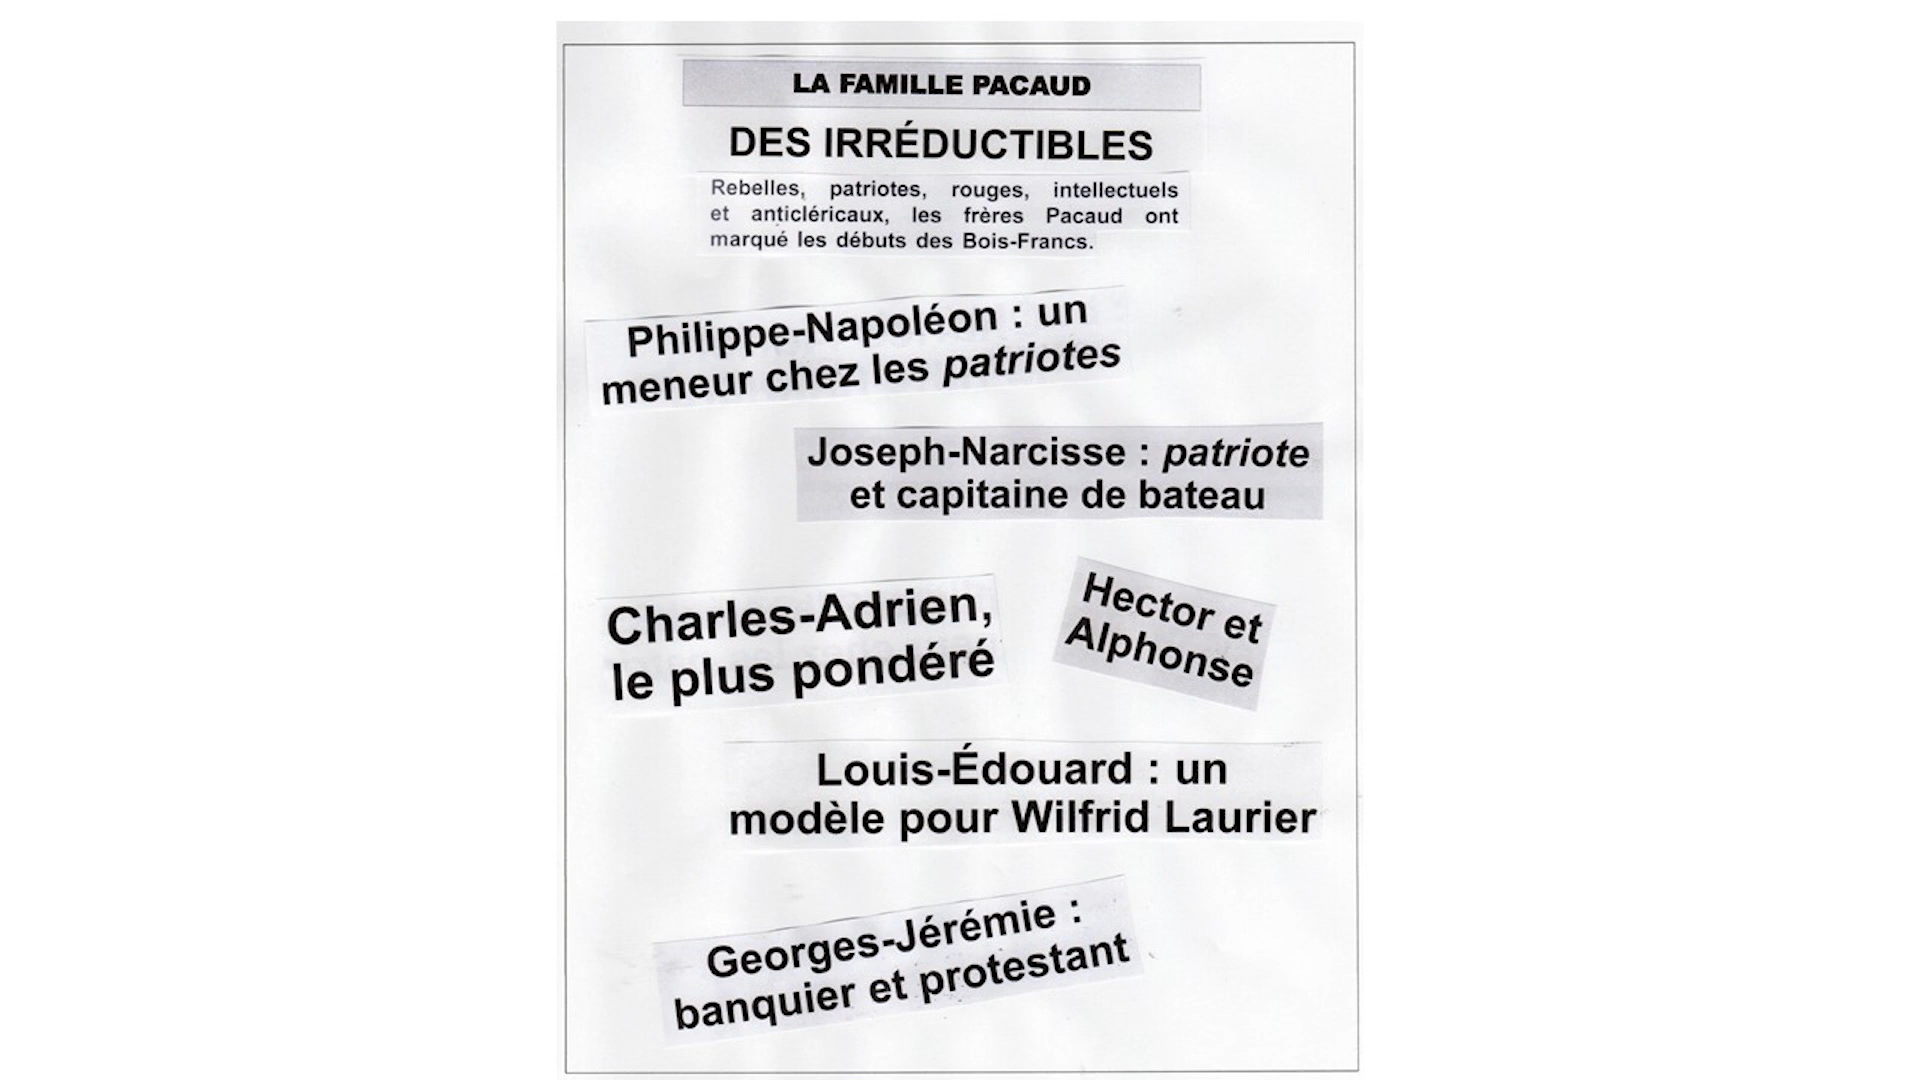 LA FAMILLE PACAUD
DES IRRÉDUCTIBLES
Rebelles, patriotes, rouges, intellectuels
et anticléricaux, les frères Pacaud ont
marqué les débuts des Bois-Francs.
Philippe-Napoléon : un
meneur chez les patriotes
Joseph-Narcisse : patriote
et capitaine de bateau
Charles-Adrien,
le plus pondéré
Hector et
Alphonse
Louis-Édouard : un
modèle pour Wilfrid Laurier
Georges-Jérémie :
banquier et protestant